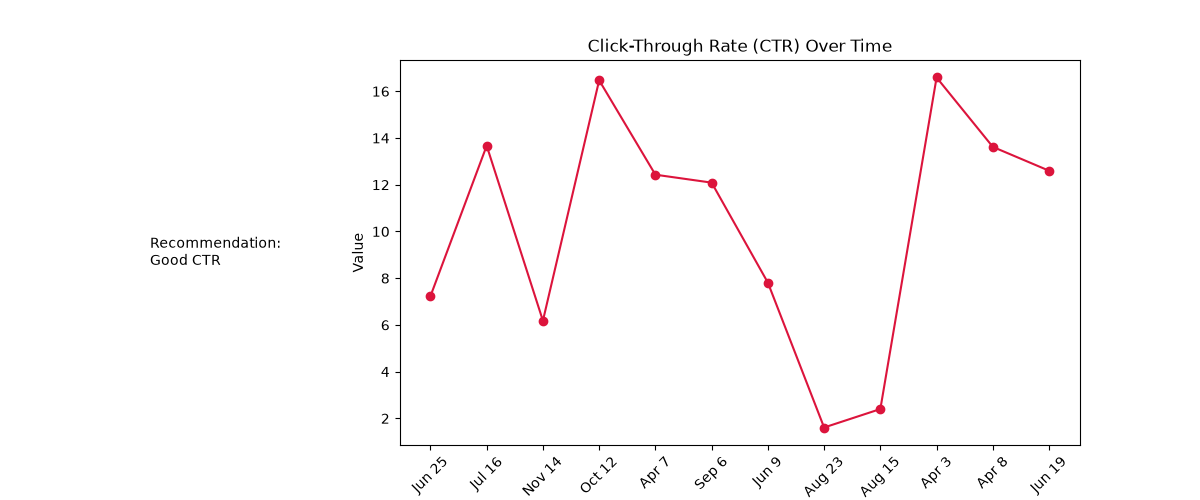 Click-Through Rate (CTR) Over Time
Recommendation:
Good CTR
Value
16
14
12
10
8
6
4
2
Jun 25
Jul 16
Nov 14
Oct 12
Apr 7
Sep 6
Jun 9
Aug 23
Aug 15
Apr 3
Apr 8
Jun 19